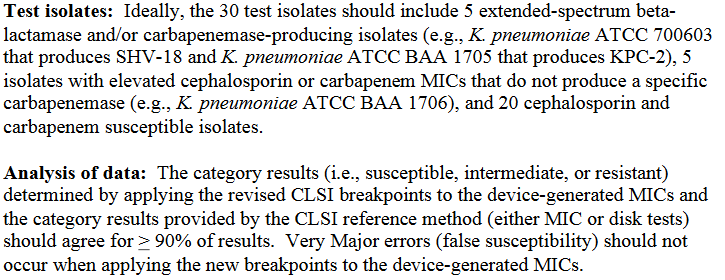 Test isolates: Ideally, the 30 test isolates should include 5 extended-spectrum beta-
lactamase and/or carbapenemase-producing isolates (e.g., K. pneumoniae ATCC 700603
that produces SHV-18 and K. pneumoniae ATCC BAA 1705 that produces KPC-2), 5
isolates with elevated cephalosporin or carbapenem MICs that do not produce a specific
carbapenemase (e.g., K. pneumoniae ATCC BAA 1706), and 20 cephalosporin and
carbapenem susceptible isolates.
Analysis of data: The category results (i.e., susceptible, intermediate, or resistant)
determined by applying the revised CLSI breakpoints to the device-generated MICs and
the category results provided by the CLSI reference method (either MIC or disk tests)
should agree for ≥ 90% of results. Very Major errors (false susceptibility) should not
occur when applying the new breakpoints to the device-generated MICs.